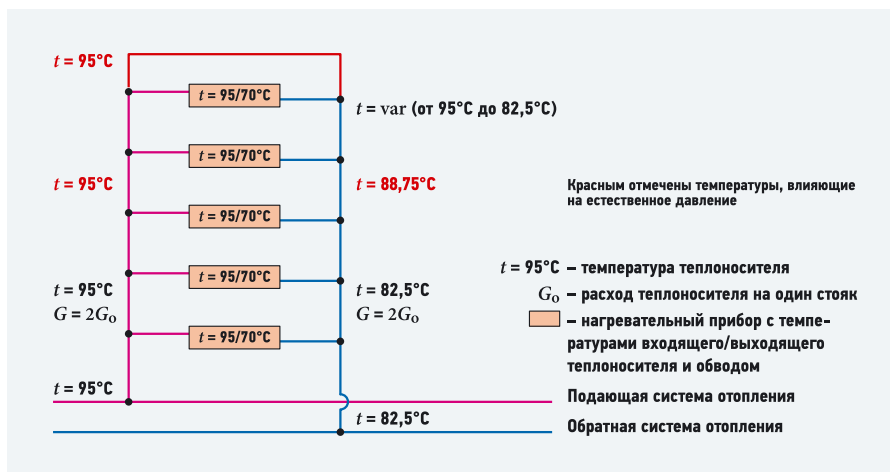 t = 95°C
t = 95/70°C
t = var (от 95°C до 82,5°C)
t = 95/70°C
t = 95°C
t = 88,75°C
Красным отмечены температуры, влияющие
на естественное давление
t = 95/70°C
t = 95°C – температура теплоносителя
t = 95/70°C
t = 95°C
G = 2Gо
t = 82,5°C
G = 2Gо
Gо – расход теплоносителя на один стояк
– нагревательный прибор с темпе-
ратурами входящего/выходящего
теплоносителя и обводом
t = 95/70°C
t = 95°C
Подающая система отопления
t = 82,5°C
Обратная система отопления